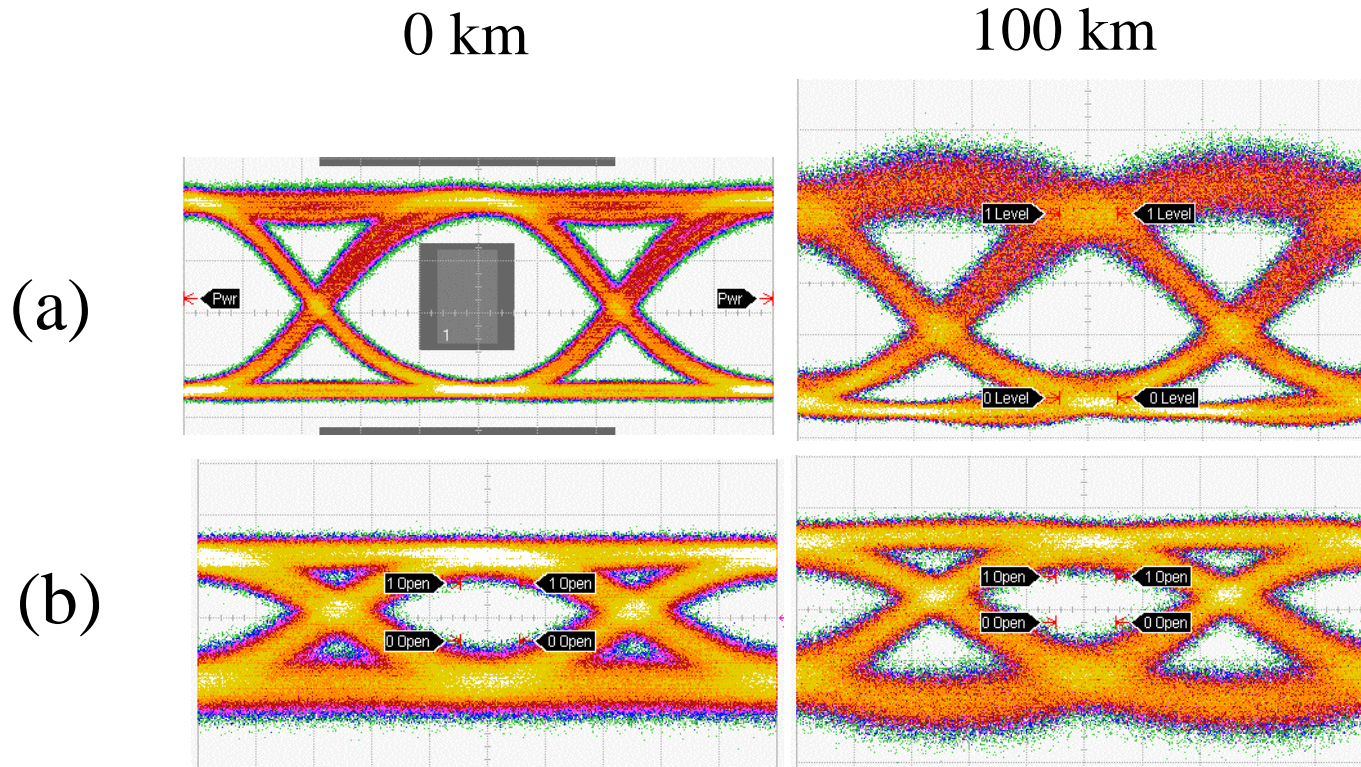 0 km 100 km
(a)
Pwr Pwr
1
1 Level 1 Level
0 Level 0 Level
(b)
1 Open 1 Open
0 Open 0 Open
1 Open 1 Open
0 Open 0 Open